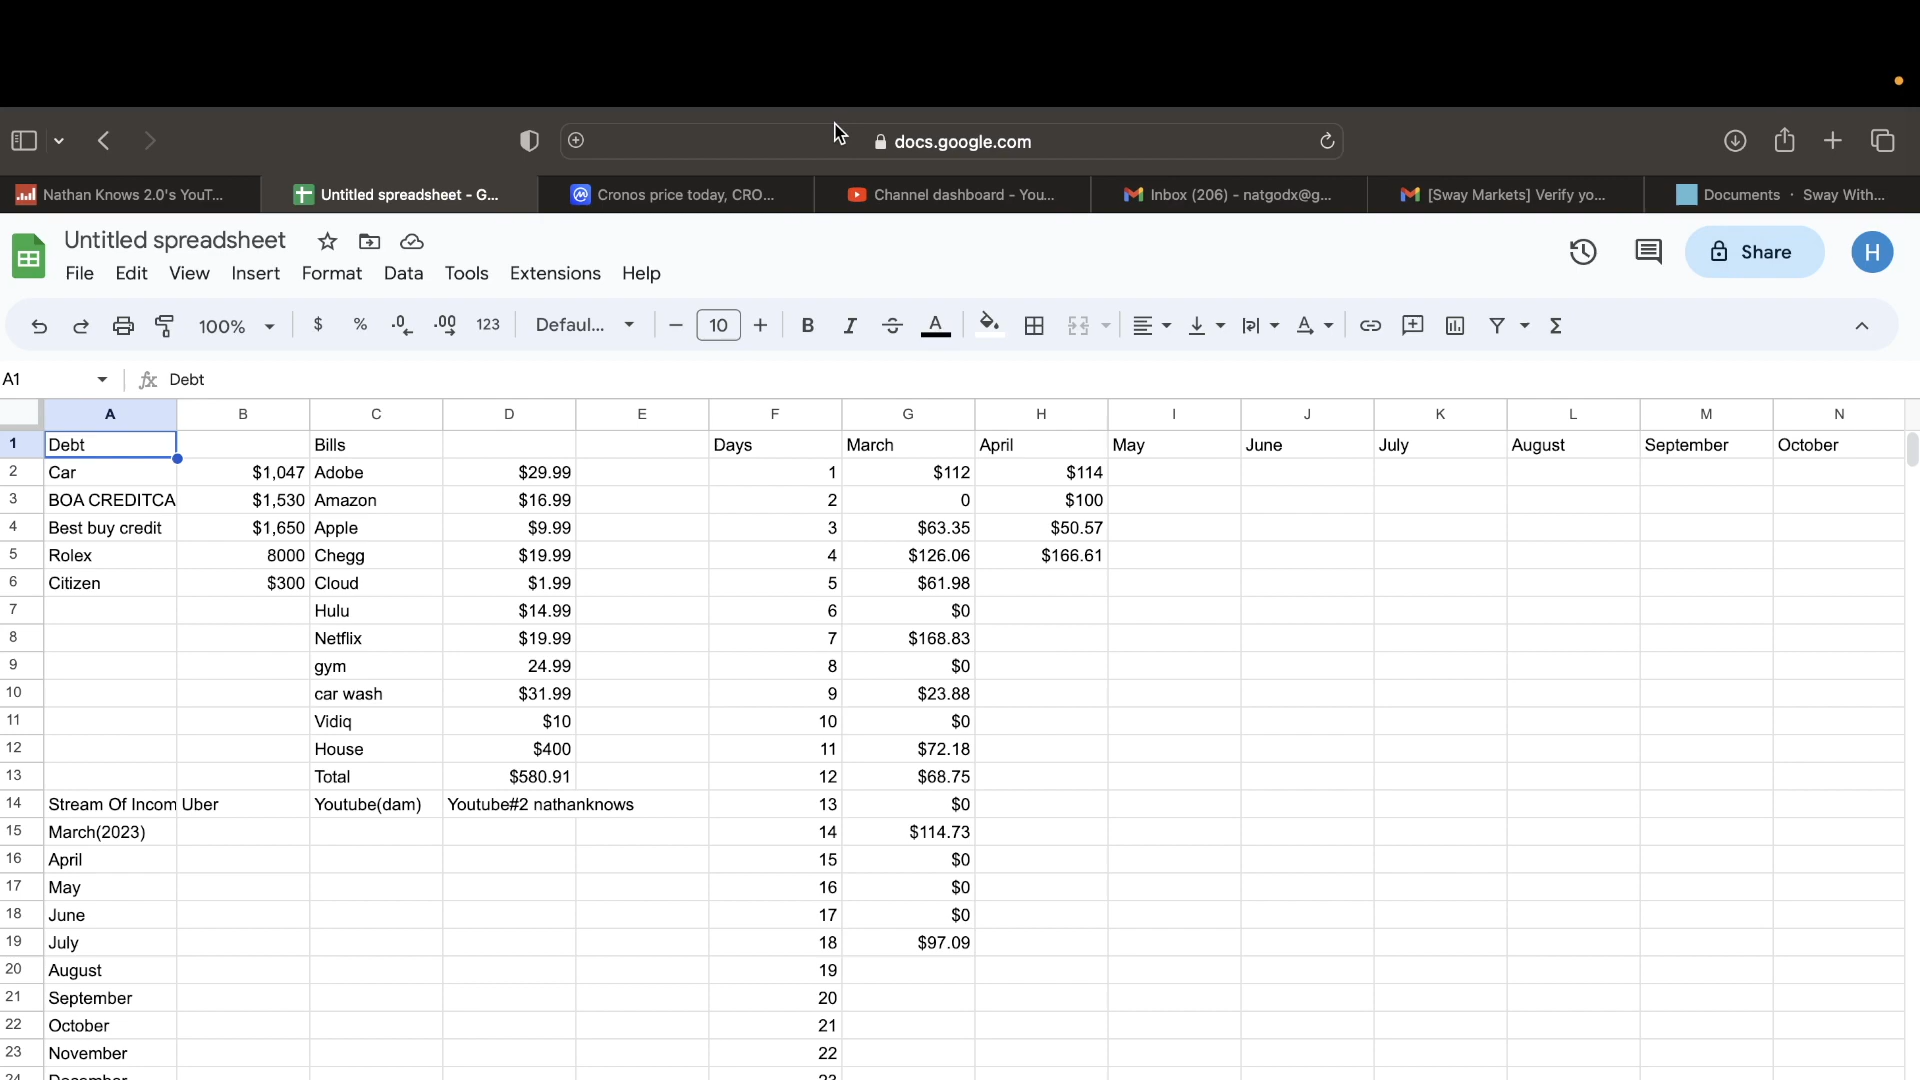 docs.google.com
Nathan Knows 2.0's YouT...
Untitled spreadsheet - G...
Cronos price today, CRO...
Channel dashboard - You...
Inbox (206) - natgodx@g...
[Sway Markets] Verify yo...
Documents · Sway With...
Untitled spreadsheet
File Edit View Insert Format Data Tools Extensions Help
Share
H
100% $ % .0 .00 123 Defaul... 10 B I A
A1 fx Debt
A B C D E F G H I J K L M N
1 Debt Bills Days March April May June July August September October
2 Car $1,047 Adobe $29.99 1 $112 $114
3 BOA CREDITCA $1,530 Amazon $16.99 2 0 $100
4 Best buy credit $1,650 Apple $9.99 3 $63.35 $50.57
5 Rolex 8000 Chegg $19.99 4 $126.06 $166.61
6 Citizen $300 Cloud $1.99 5 $61.98
7 Hulu $14.99 6 $0
8 Netflix $19.99 7 $168.83
9 gym 24.99 8 $0
10 car wash $31.99 9 $23.88
11 Vidiq $10 10 $0
12 House $400 11 $72.18
13 Total $580.91 12 $68.75
14 Stream Of Incom Uber Youtube(dam) Youtube#2 nathanknows 13 $0
15 March(2023) 14 $114.73
16 April 15 $0
17 May 16 $0
18 June 17 $0
19 July 18 $97.09
20 August 19
21 September 20
22 October 21
23 November 22
24 December 23